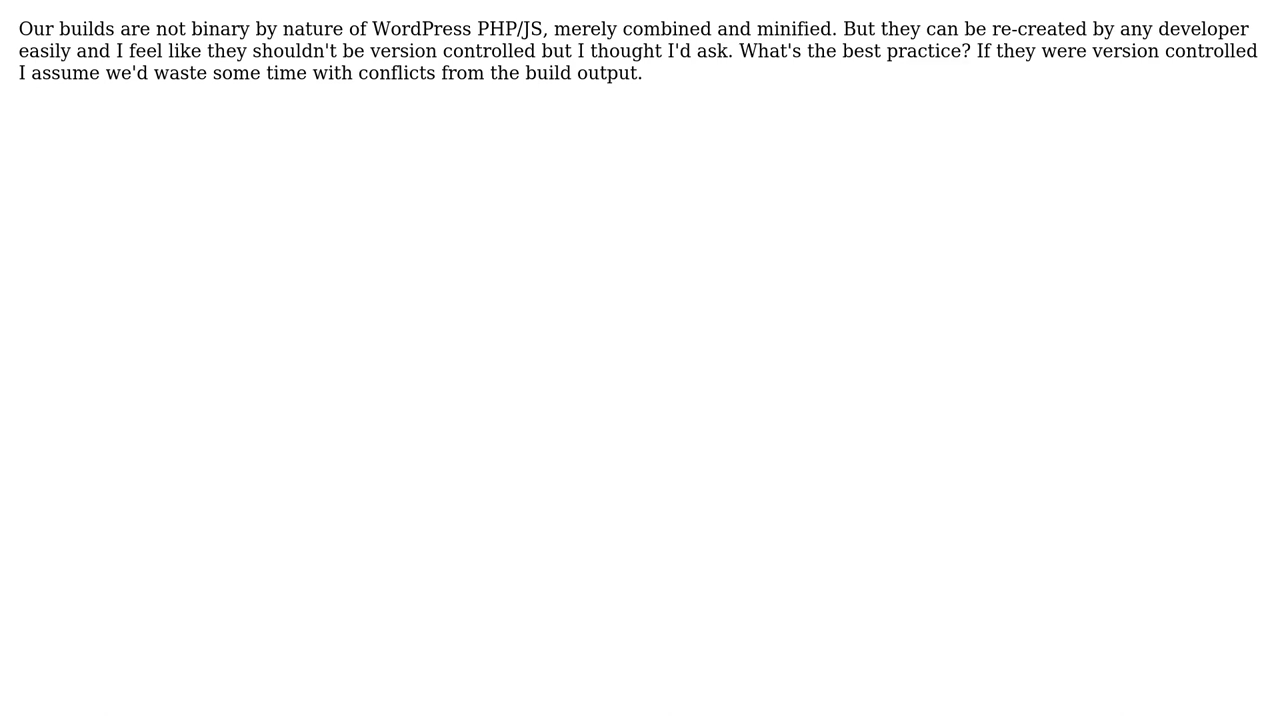 Our builds are not binary by nature of WordPress PHP/JS, merely combined and minified. But they can be re-created by any developer
easily and I feel like they shouldn't be version controlled but I thought I'd ask. What's the best practice? If they were version controlled
I assume we'd waste some time with conflicts from the build output.